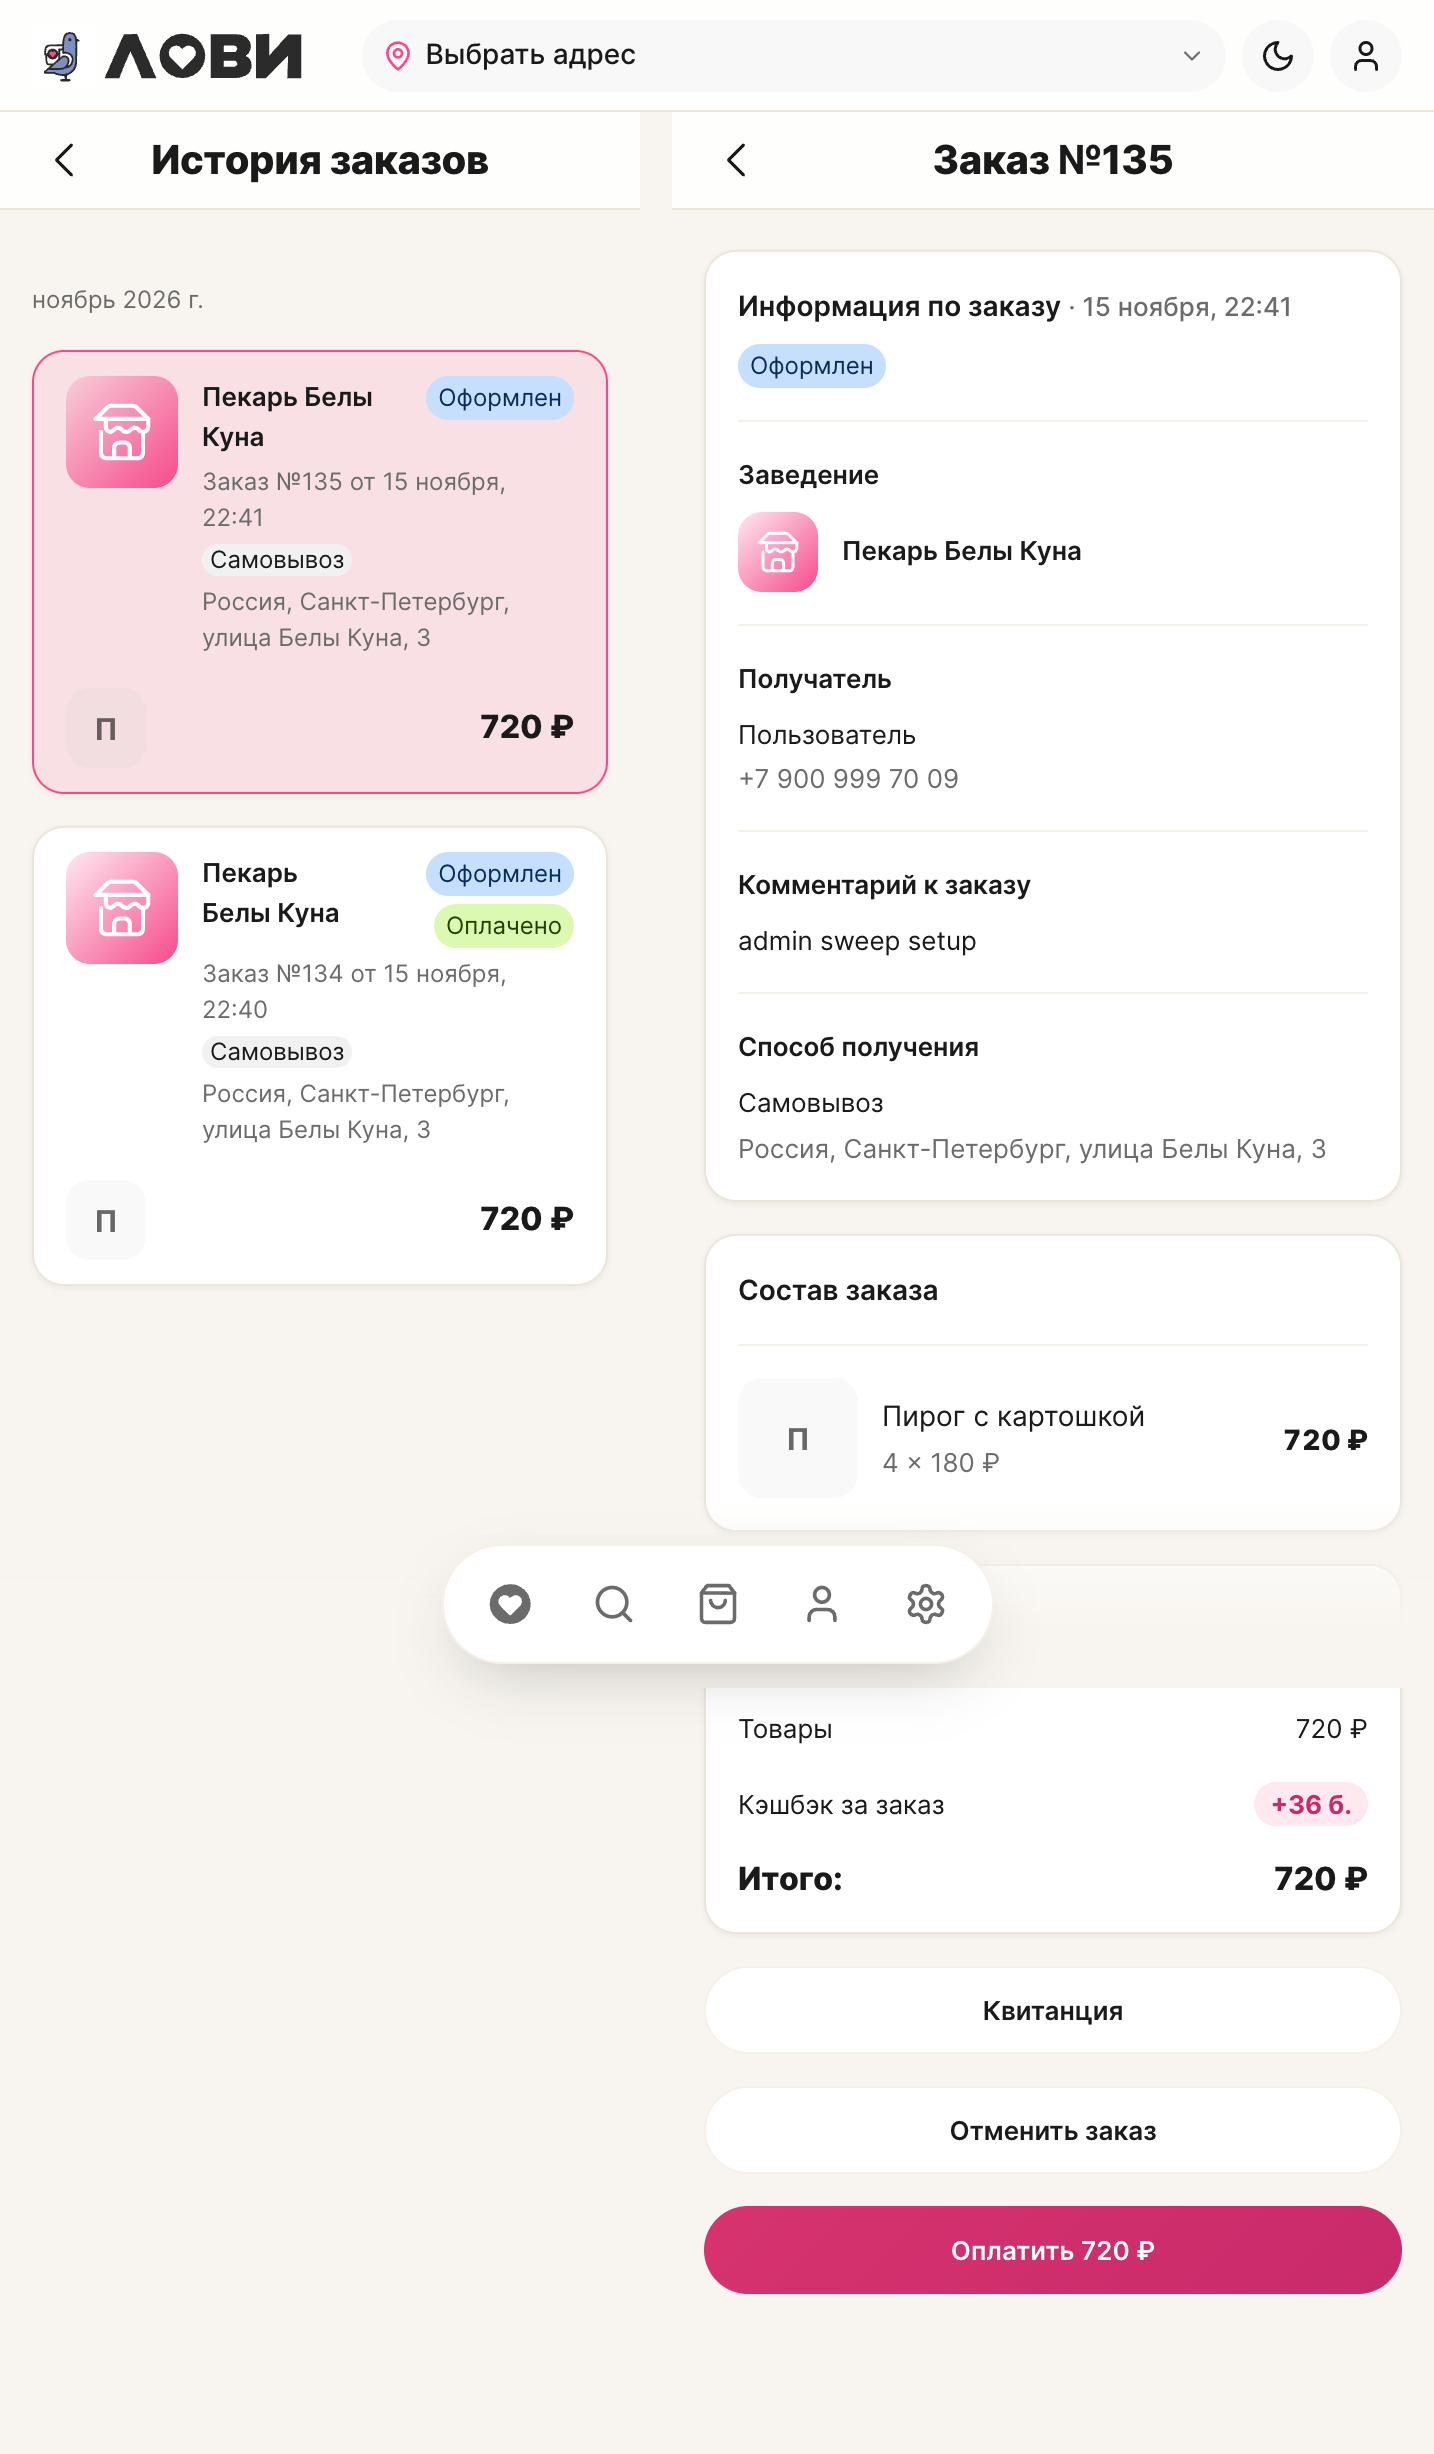 ЛОВИ
Выбрать адрес
История заказов
ноябрь 2026 г.
Пекарь Белы
Куна
Оформлен
Заказ №135 от 15 ноября,
22:41
Самовывоз
Россия, Санкт-Петербург,
улица Белы Куна, 3
П
720 ₽
Пекарь
Белы Куна
Оформлен
Оплачено
Заказ №134 от 15 ноября,
22:40
Самовывоз
Россия, Санкт-Петербург,
улица Белы Куна, 3
П
720 ₽
Заказ №135
Информация по заказу · 15 ноября, 22:41
Оформлен
Заведение
Пекарь Белы Куна
Получатель
Пользователь
+7 900 999 70 09
Комментарий к заказу
admin sweep setup
Способ получения
Самовывоз
Россия, Санкт-Петербург, улица Белы Куна, 3
Состав заказа
П
Пирог с картошкой
4 × 180 ₽
720 ₽
Товары
720 ₽
Кэшбэк за заказ
+36 б.
Итого:
720 ₽
Квитанция
Отменить заказ
Оплатить 720 ₽